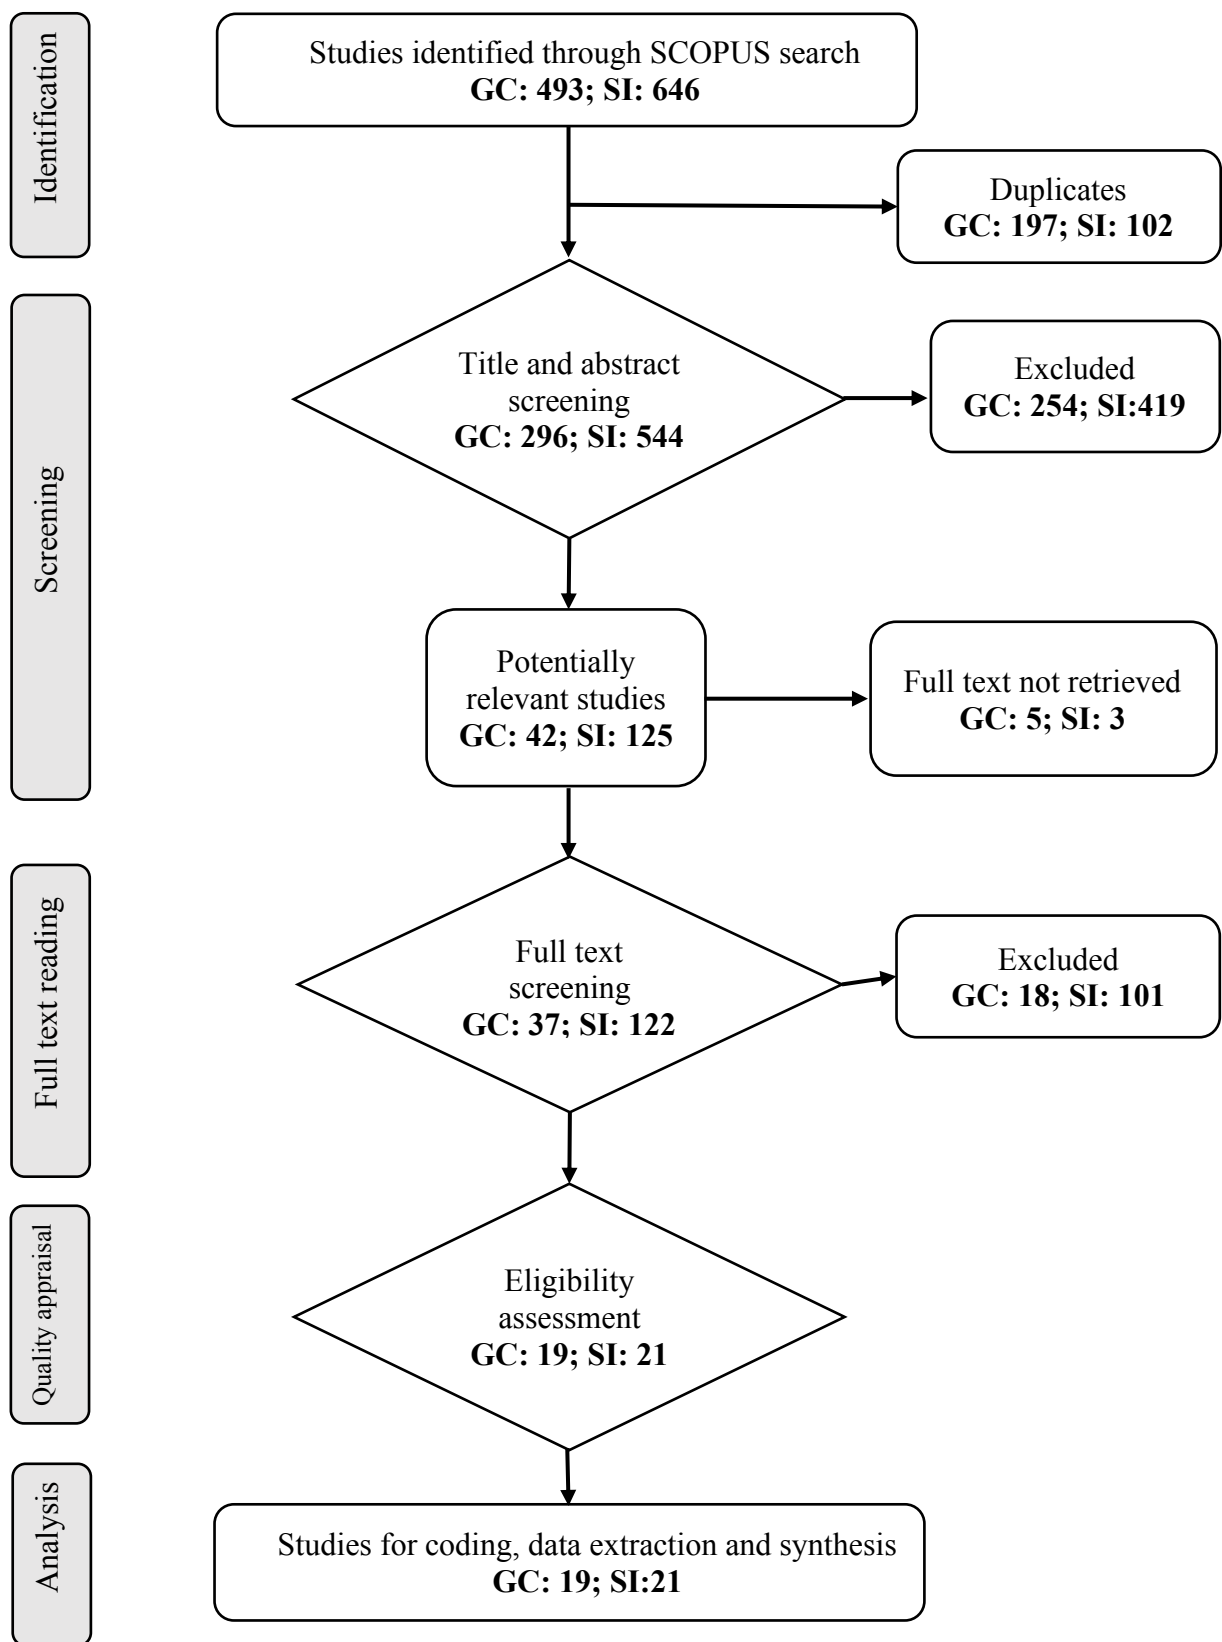 Identification
Studies identified through SCOPUS search
GC: 493; SI: 646
Duplicates
GC: 197; SI: 102
Screening
Title and abstract
screening
GC: 296; SI: 544
Excluded
GC: 254; SI:419
Potentially
relevant studies
GC: 42; SI: 125
Full text not retrieved
GC: 5; SI: 3
Full text reading
Full text
screening
GC: 37; SI: 122
Excluded
GC: 18; SI: 101
Quality appraisal
Eligibility
assessment
GC: 19; SI: 21
Analysis
Studies for coding, data extraction and synthesis
GC: 19; SI:21